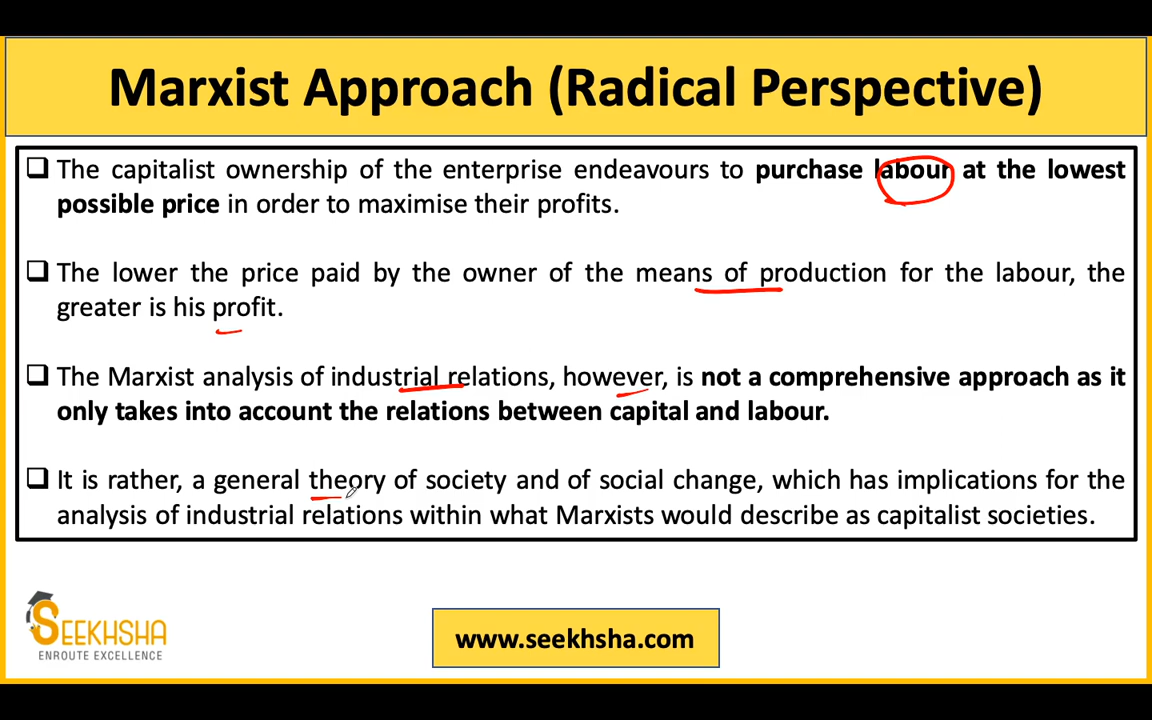 Marxist Approach (Radical Perspective)
❑ The capitalist ownership of the enterprise endeavours to purchase labour at the lowest
possible price in order to maximise their profits.
❑ The lower the price paid by the owner of the means of production for the labour, the
greater is his profit.
❑ The Marxist analysis of industrial relations, however, is not a comprehensive approach as it
only takes into account the relations between capital and labour.
❑ It is rather, a general theory of society and of social change, which has implications for the
analysis of industrial relations within what Marxists would describe as capitalist societies.
SEEKHSHA
ENROUTE EXCELLENCE
www.seekhsha.com